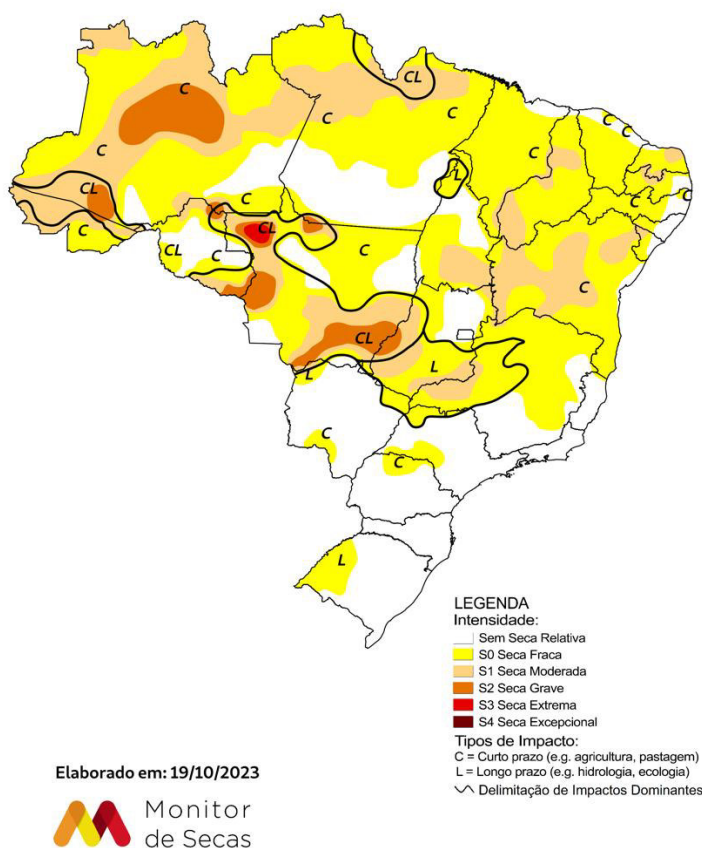 C
CL
C
C
C
C
C
C
C
CL
L
C
C
C
C
CL
CL
C
C
C
C
CL
L
L
C
C
L
LEGENDA
Intensidade:
Sem Seca Relativa
S0 Seca Fraca
S1 Seca Moderada
S2 Seca Grave
S3 Seca Extrema
S4 Seca Excepcional
Tipos de Impacto:
C = Curto prazo (e.g. agricultura, pastagem)
L = Longo prazo (e.g. hidrologia, ecologia)
Delimitação de Impactos Dominantes
Elaborado em: 19/10/2023
Monitor
de Secas